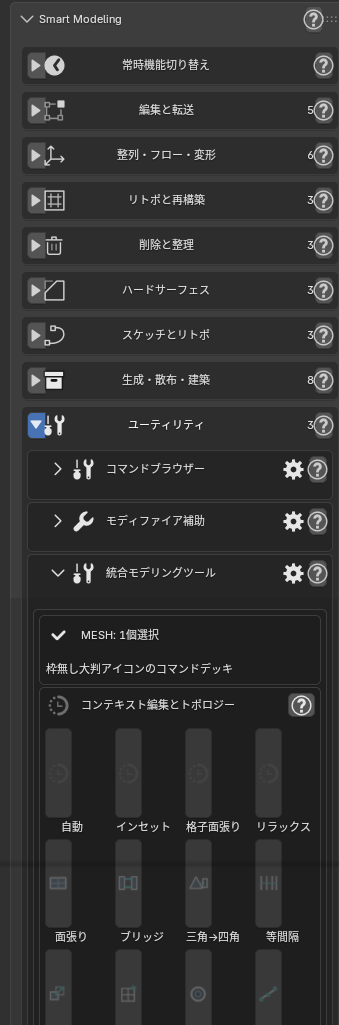 Smart Modeling
常時機能切り替え
編集と転送 5
整列・フロー・変形 6
リトポと再構築 3
削除と整理 3
ハードサーフェス 3
スケッチとリトポ 3
生成・散布・建築 8
ユーティリティ 3
コマンドブラウザー
モディファイア補助
統合モデリングツール
MESH: 1個選択
枠無し大判アイコンのコマンドデッキ
コンテキスト編集とトポロジー
自動 インセット 格子面張り リラックス
面張り ブリッジ 三角→四角 等間隔